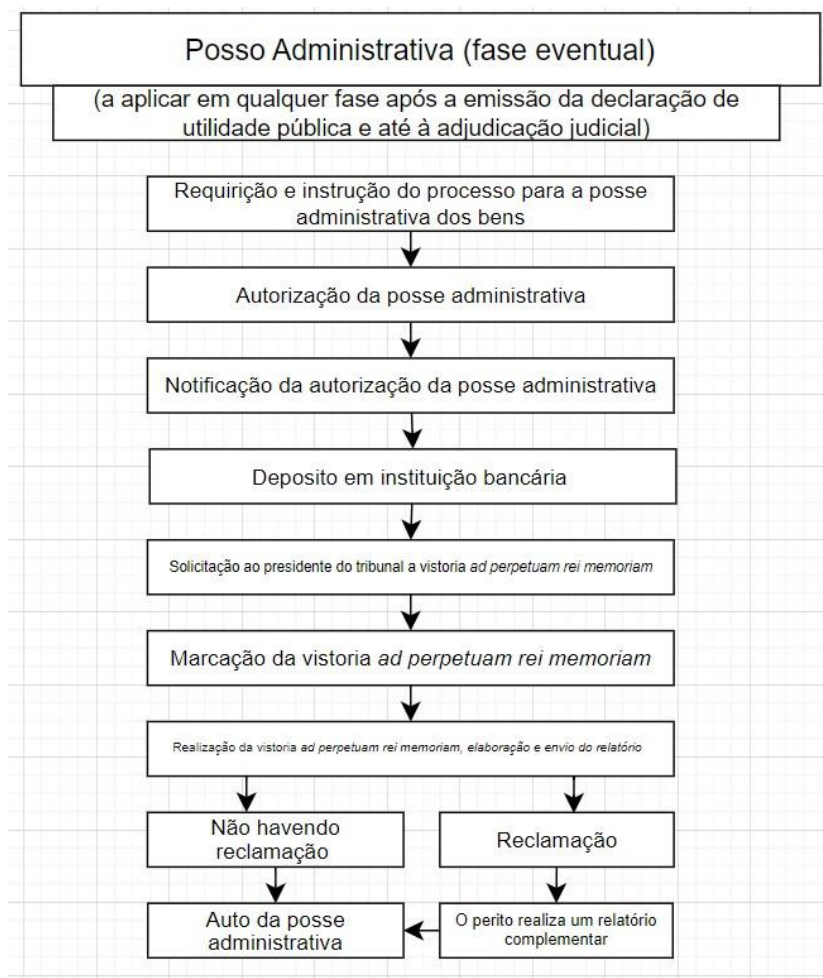 Posso Administrativa (fase eventual)
(a aplicar em qualquer fase após a emissão da declaração de
utilidade pública e até à adjudicação judicial)
Requirição e instrução do processo para a posse
administrativa dos bens
Autorização da posse administrativa
Notificação da autorização da posse administrativa
Deposito em instituição bancária
Solicitação ao presidente do tribunal a vistoria ad perpetuam rei memoriam
Marcação da vistoria ad perpetuam rei memoriam
Realização da vistoria ad perpetuam rei memoriam, elaboração e envio do relatório
Não havendo
reclamação
Reclamação
Auto da posse
administrativa
O perito realiza um relatório
complementar